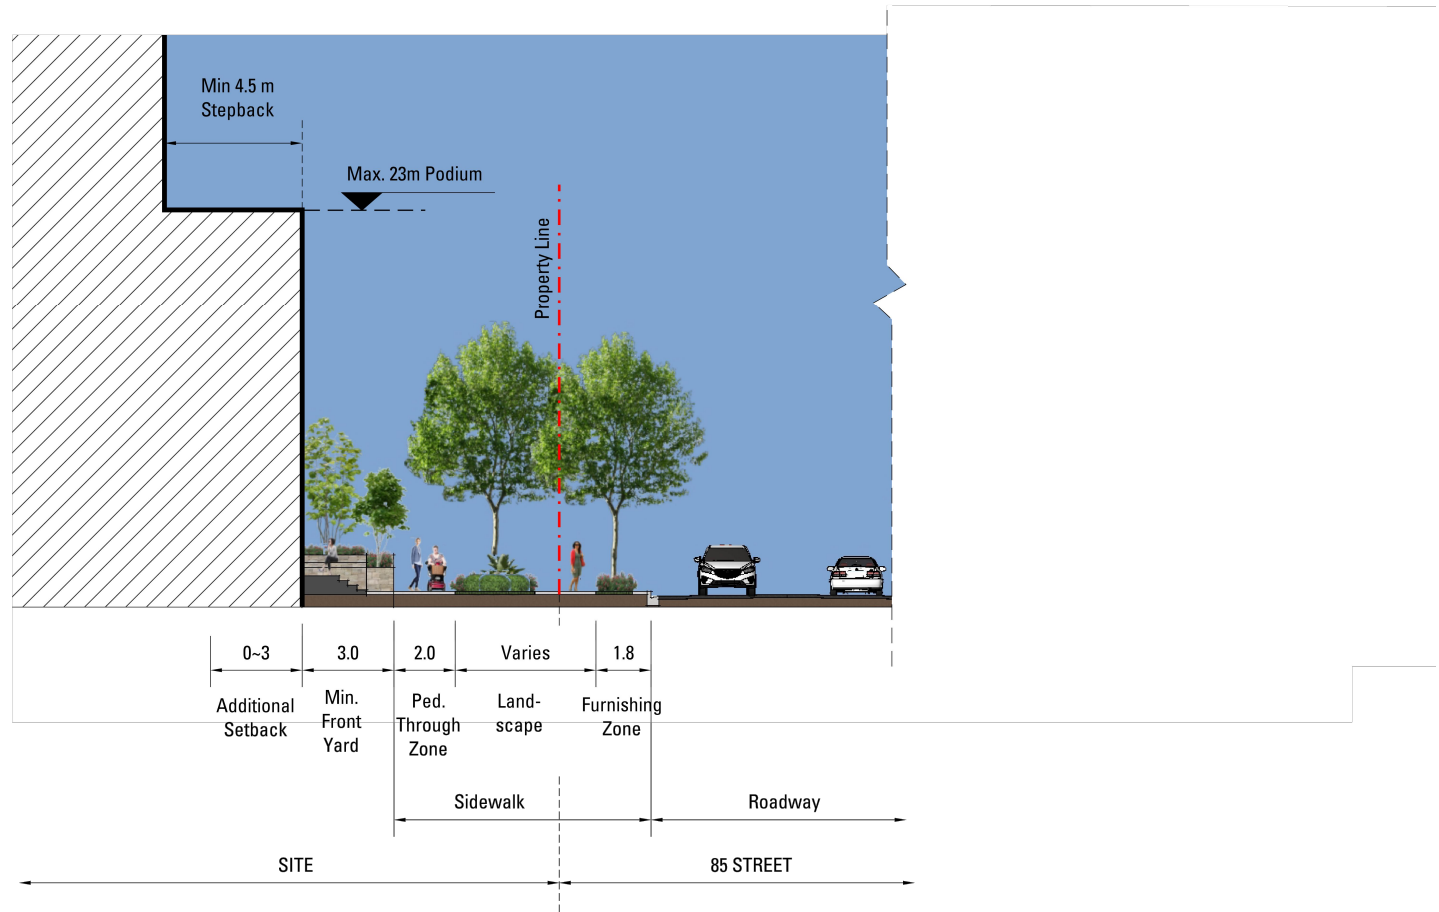 Min 4.5 m
Stepback
Max. 23m Podium
Property Line
0~3
3.0
2.0
Varies
1.8
Additional
Setback
Min.
Front
Yard
Ped.
Through
Zone
Land-
scape
Furnishing
Zone
Sidewalk
Roadway
SITE
85 STREET